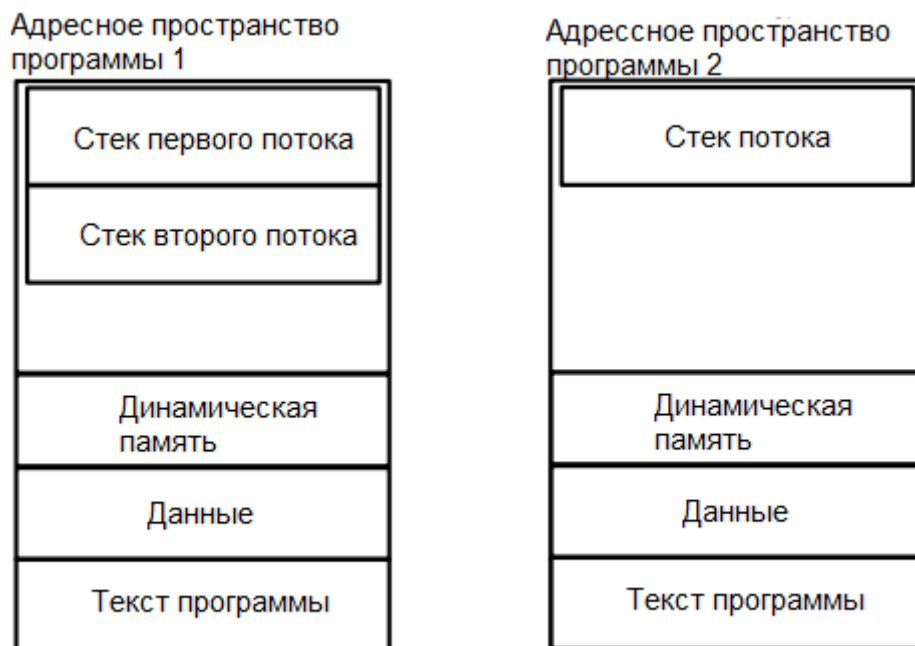 Адресное пространство
программы 1
Стек первого потока
Стек второго потока
Динамическая
память
Данные
Текст программы
Адрессное пространство
программы 2
Стек потока
Динамическая
память
Данные
Текст программы